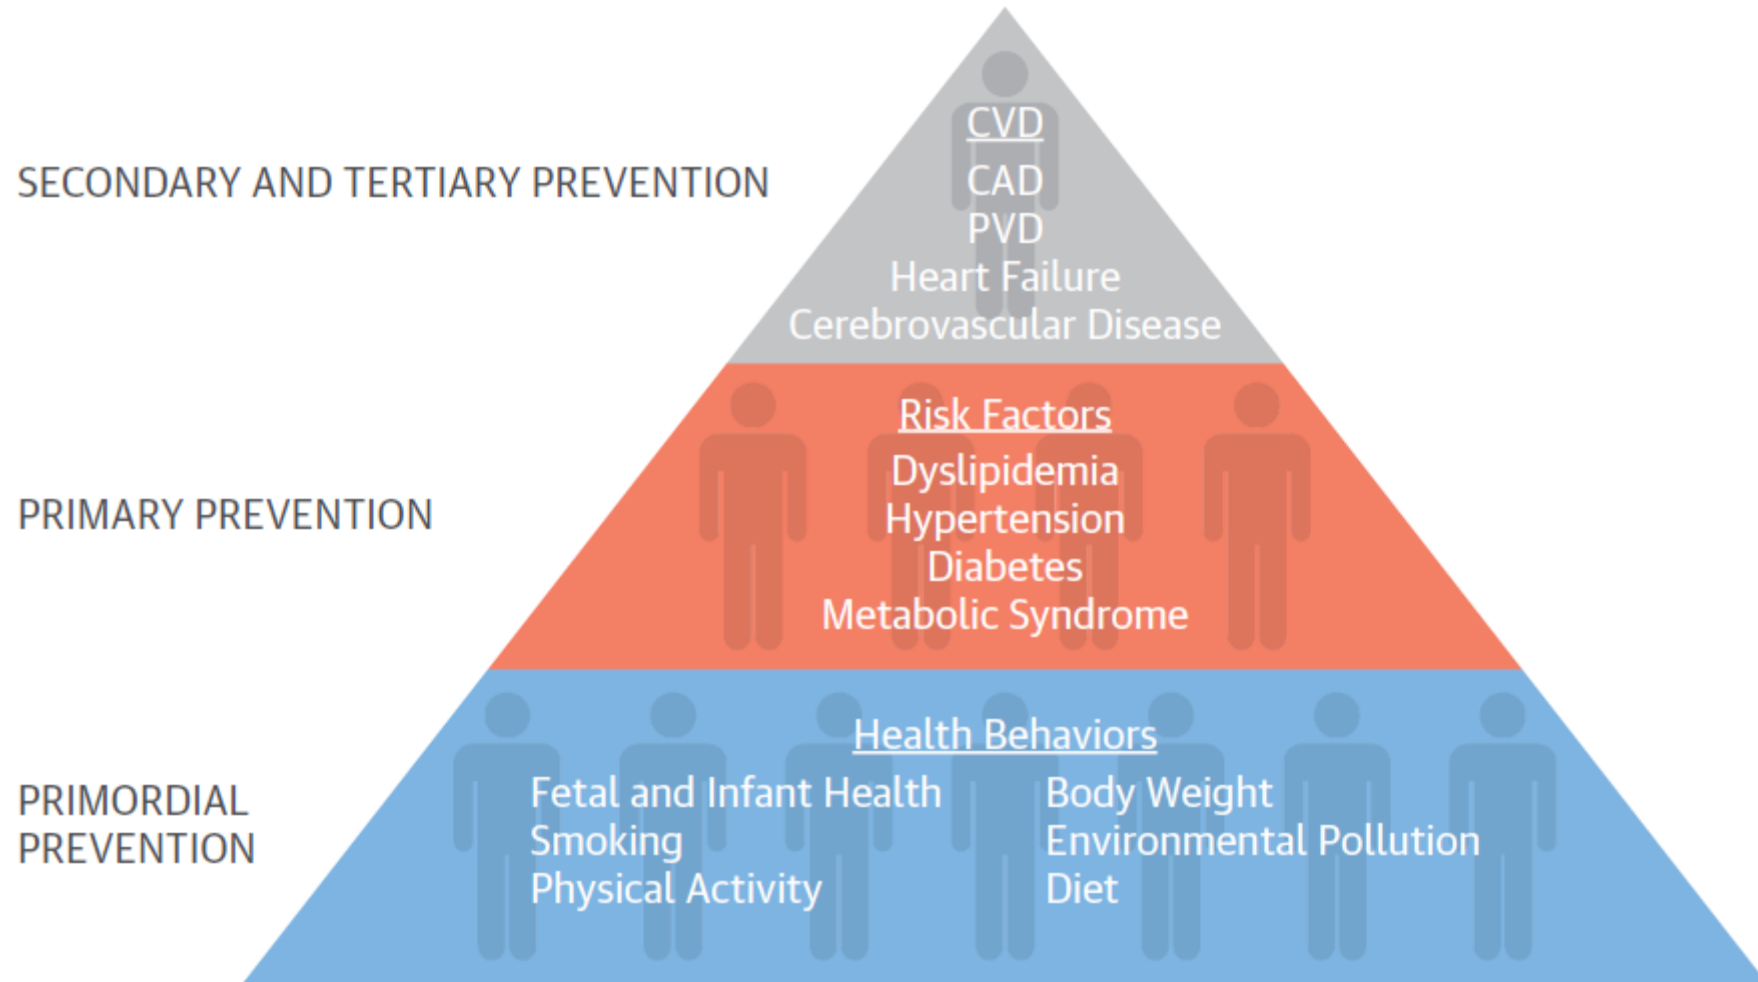 SECONDARY AND TERTIARY PREVENTION
CVD
CAD
PVD
Heart Failure
Cerebrovascular Disease
PRIMARY PREVENTION
Risk Factors
Dyslipidemia
Hypertension
Diabetes
Metabolic Syndrome
PRIMORDIAL
PREVENTION
Health Behaviors
Fetal and Infant Health
Smoking
Physical Activity
Body Weight
Environmental Pollution
Diet